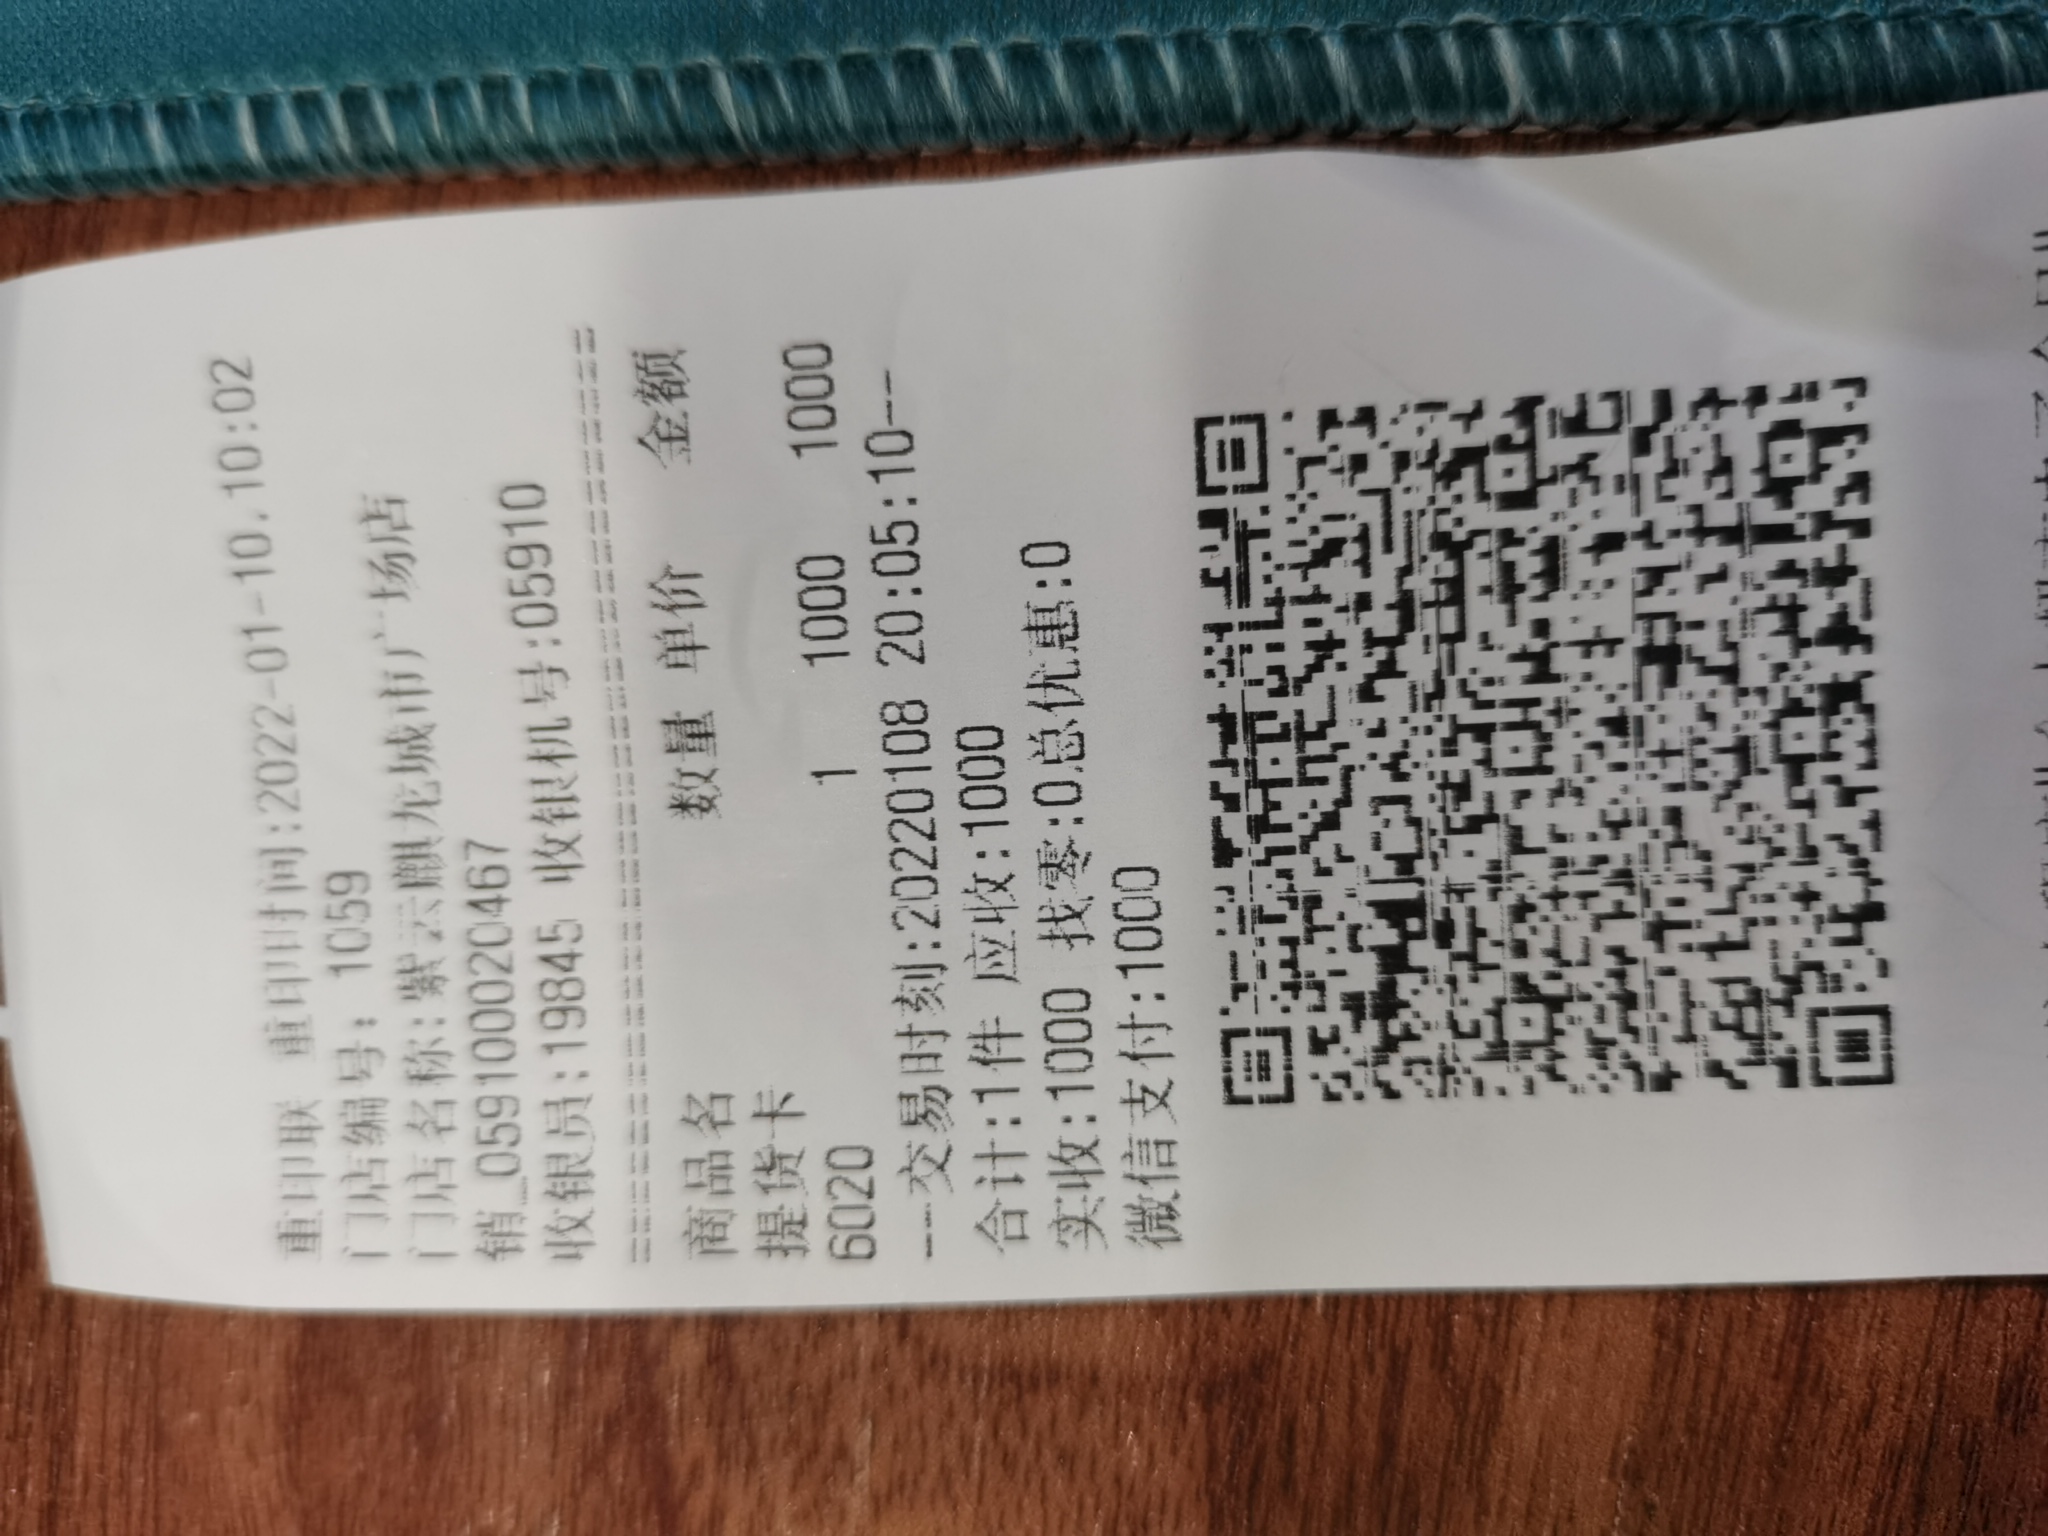 重印联 重印时间:2022-01-10.10:02
门店编号: 1059
门店名称:紫云麒龙城市广场店
销_0591000020467
收银员:19845 收银机号:05910
商品名 数量 单价 金额
提货卡
60020 1 1000 1000
---交易时刻:20220108 20:05:10--
合计:1件 应收:1000
实收:1000 找零:0总优惠:0
微信支付:1000